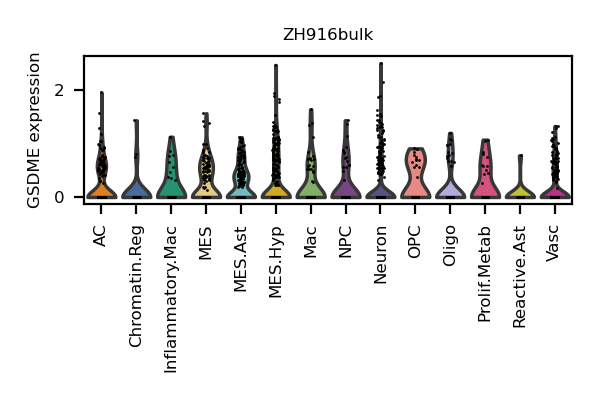 ZH916bulk
GSDME expression
2
0
AC
Chromatin.Reg
Inflammatory.Mac
MES
MES.Ast
MES.Hyp
Mac
NPC
Neuron
OPC
Oligo
Prolif.Metab
Reactive.Ast
Vasc